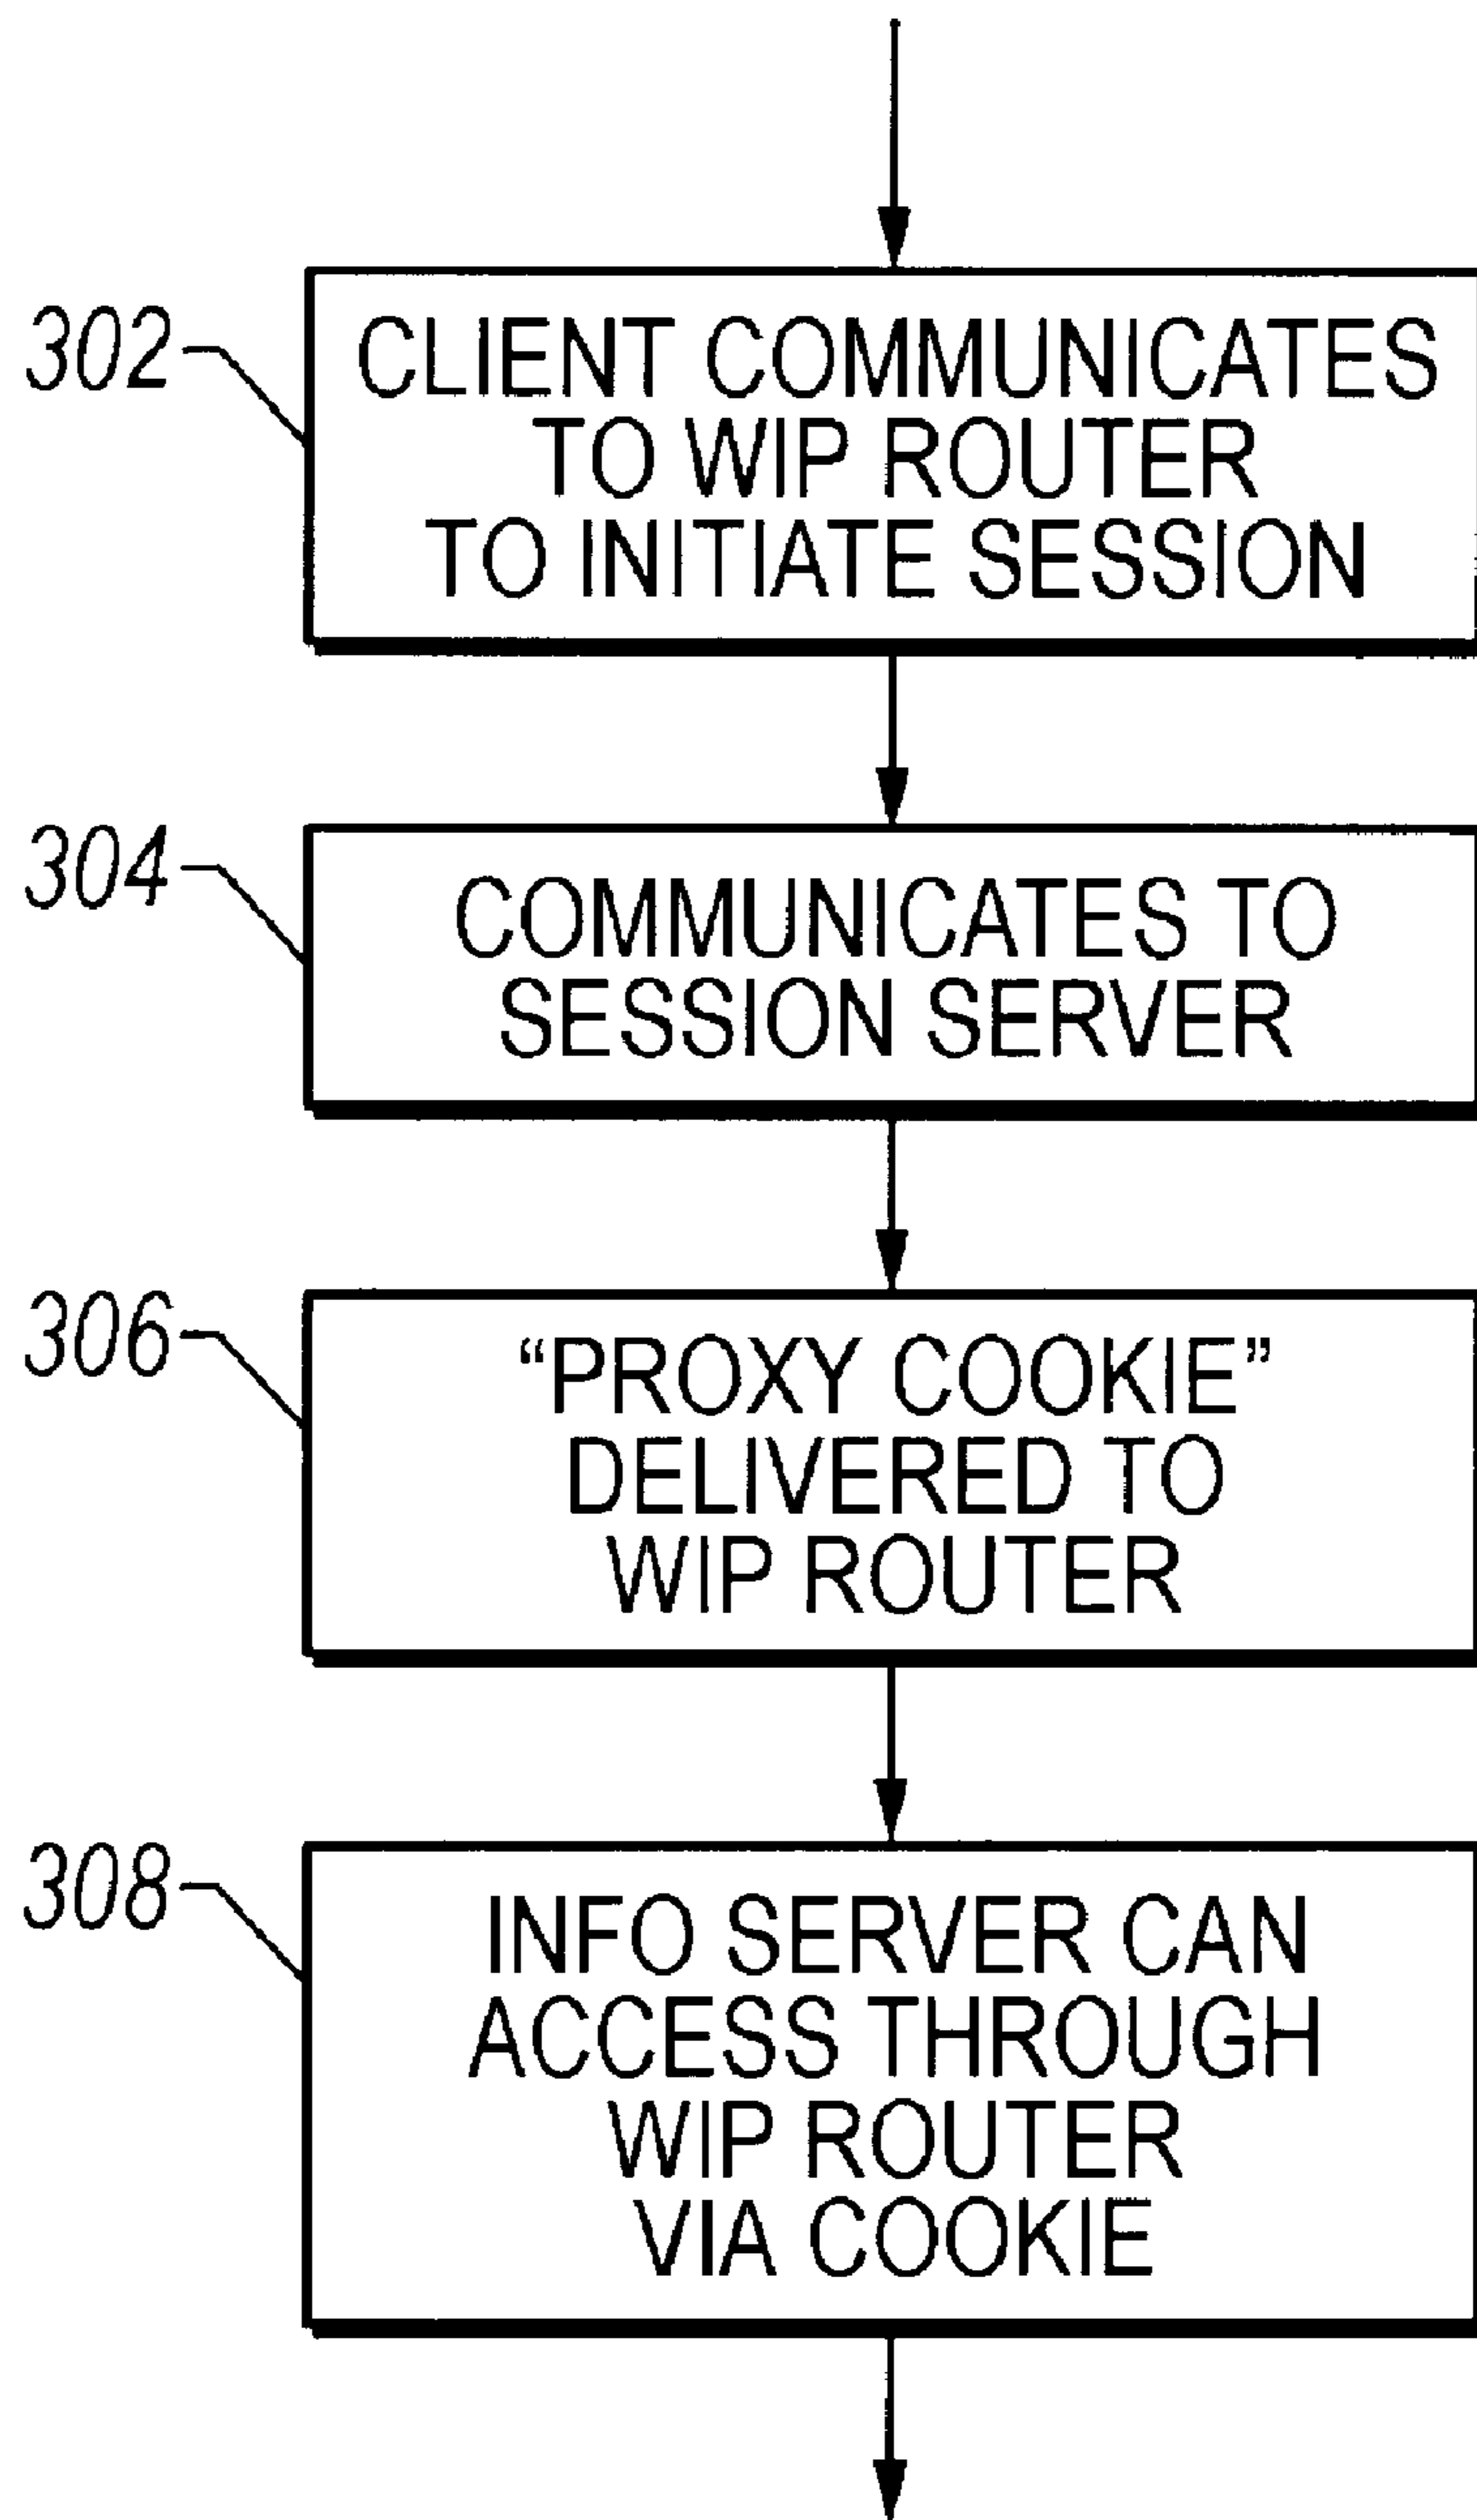 302
CLIENT COMMUNICATES
TO WIP ROUTER
TO INITIATE SESSION
304
COMMUNICATES TO
SESSION SERVER
306
“PROXY COOKIE”
DELIVERED TO
WIP ROUTER
308
INFO SERVER CAN
ACCESS THROUGH
WIP ROUTER
VIA COOKIE